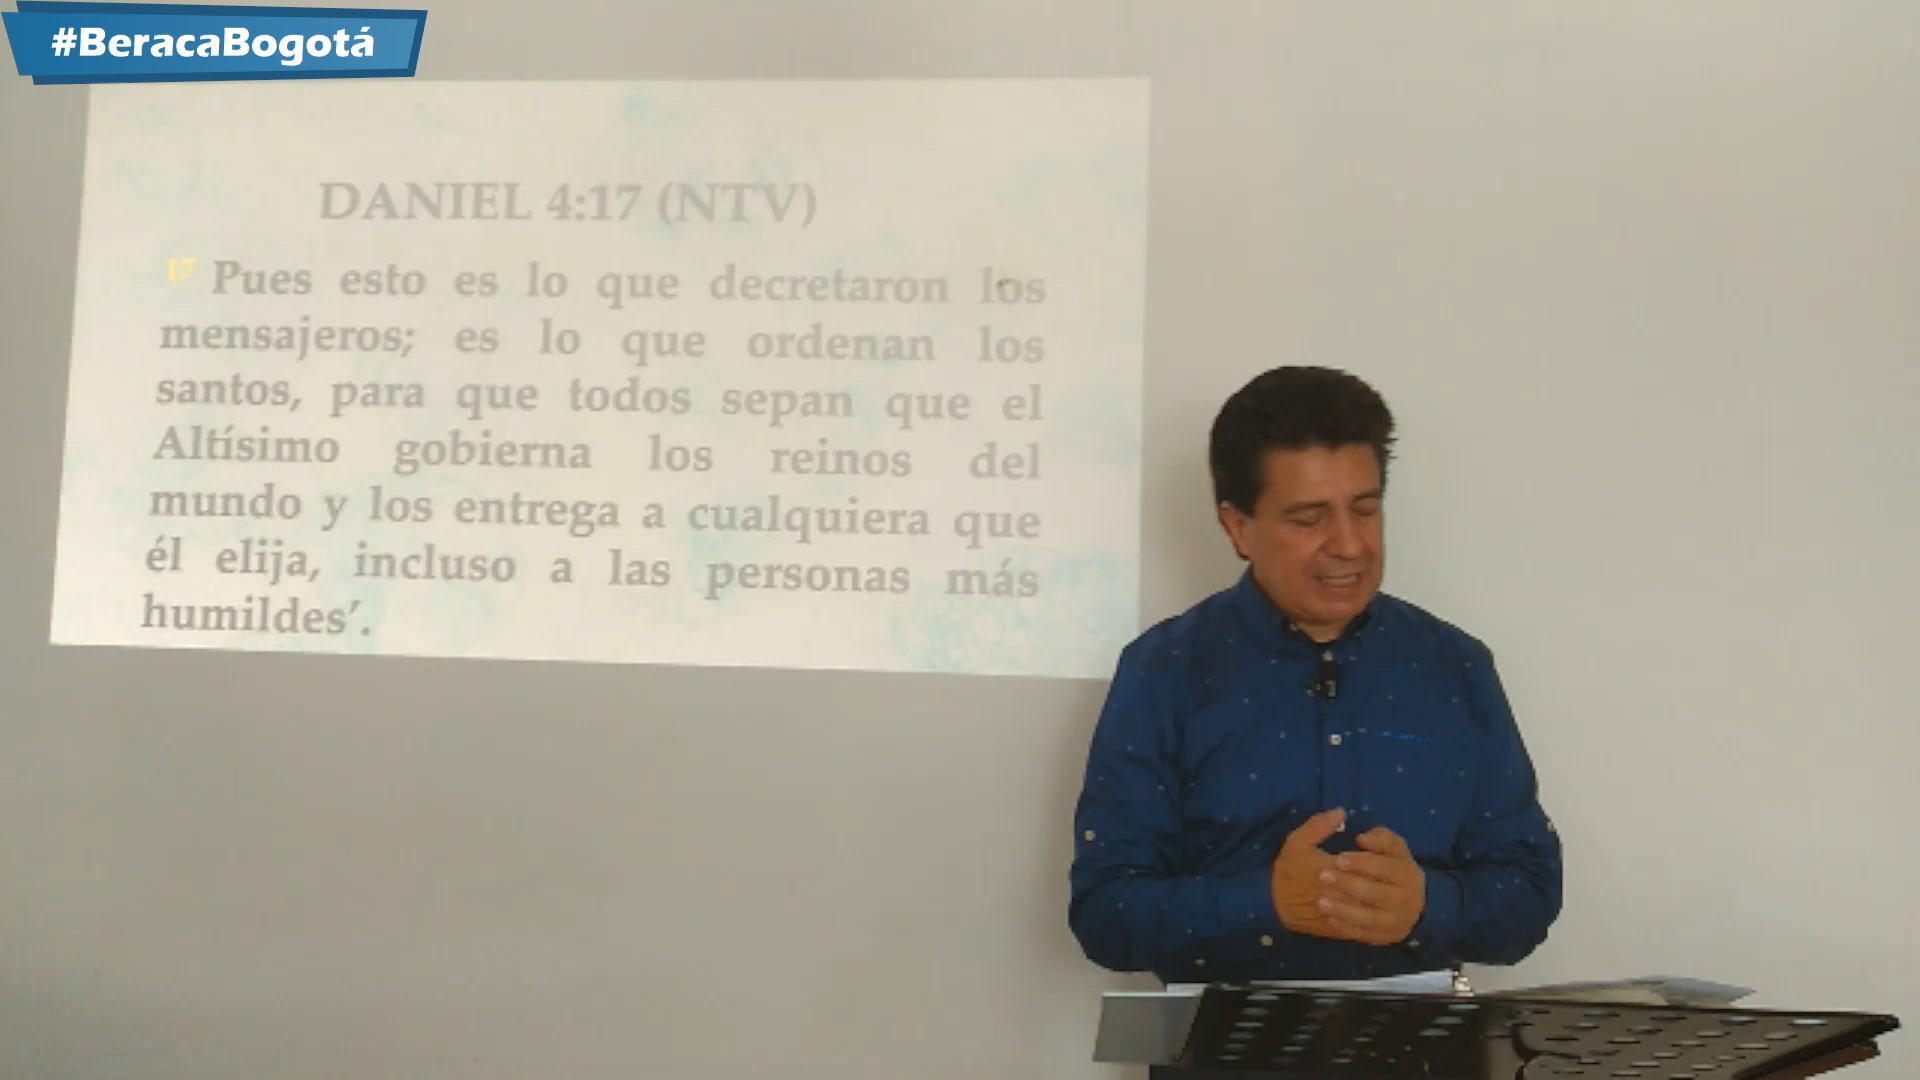 #BeracaBogotá
DANIEL 4:17 (NTV)
17 Pues esto es lo que decretaron los
mensajeros; es lo que ordenan los
santos, para que todos sepan que el
Altísimo gobierna los reinos del
mundo y los entrega a cualquiera que
él elija, incluso a las personas más
humildes’.